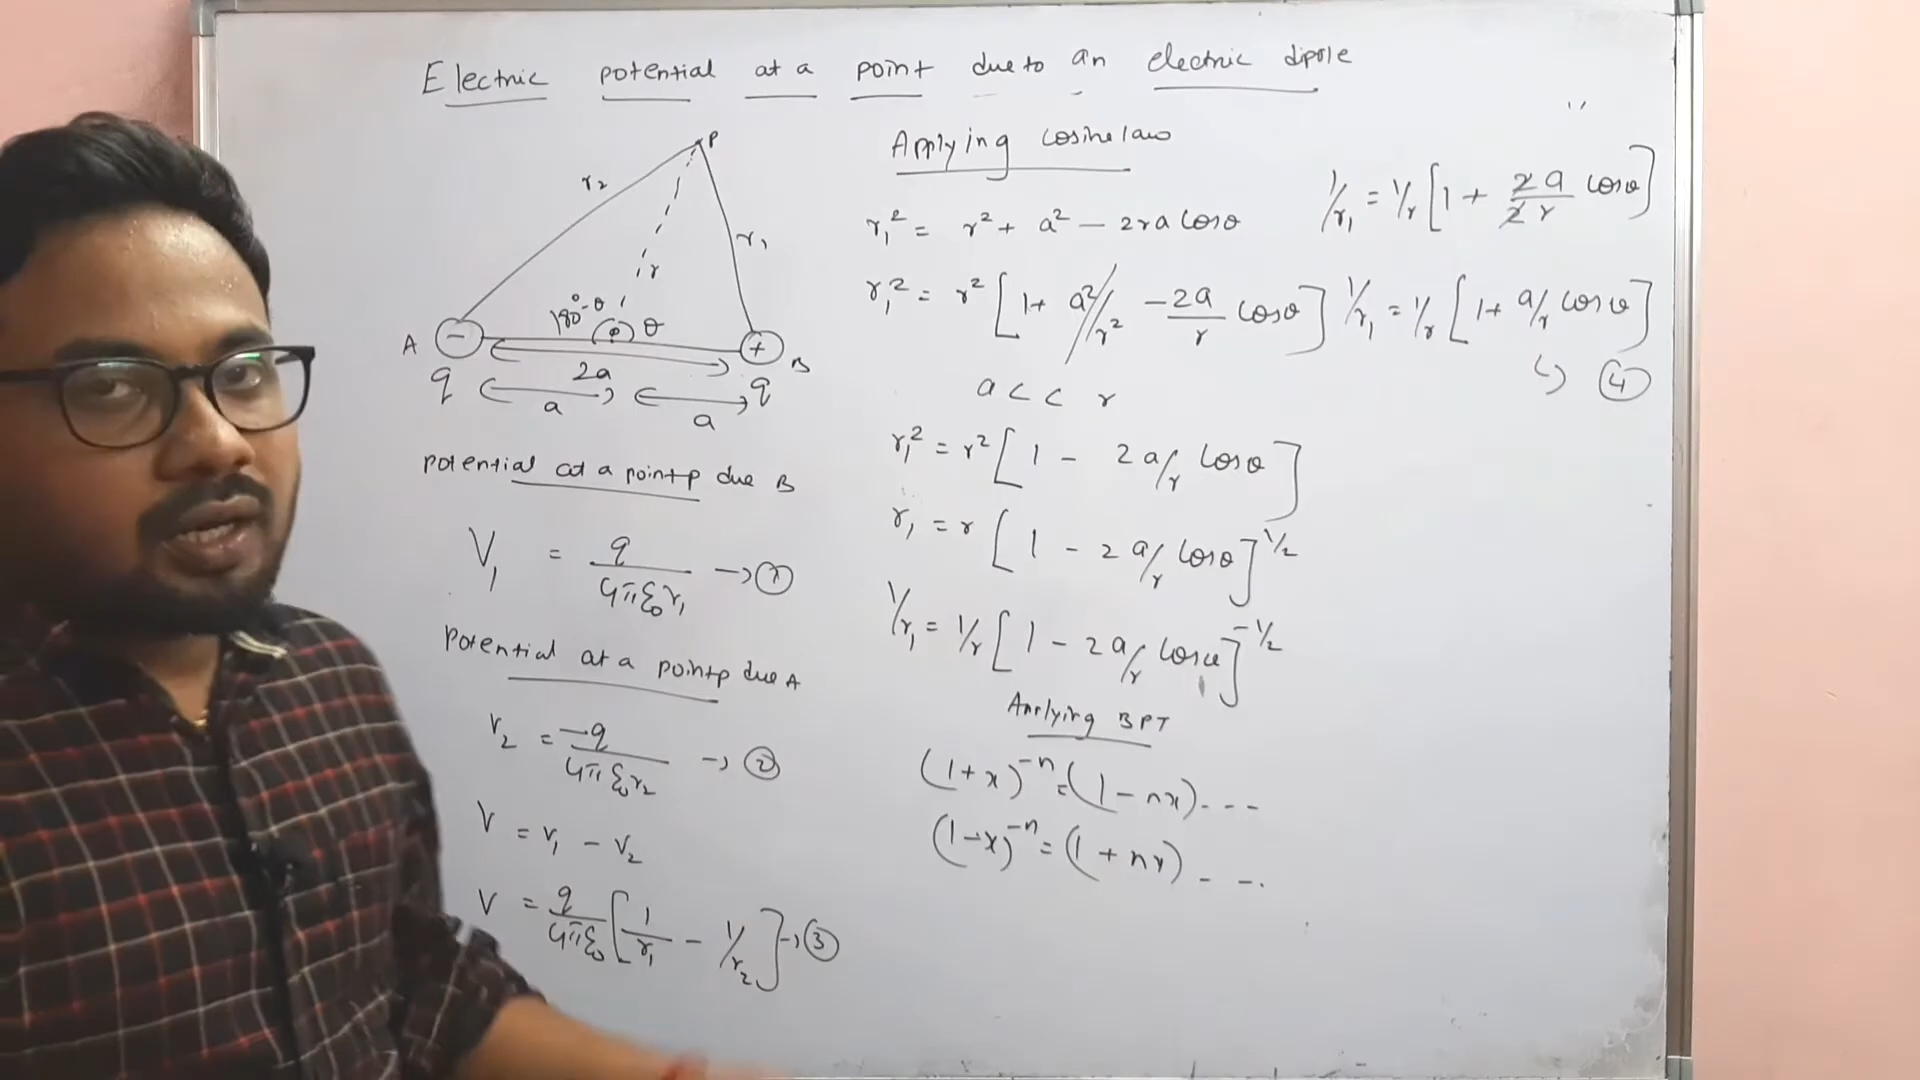 Electric potential at a point due to an electric dipole
P
r₂
r₁
r
180°-θ
θ
A
-
+
B
2a
q
q
a
a
potential at a point p due B
V₁ = q/4πε₀r₁ → ①
potential at a point p due A
V₂ = -q/4πε₀r₂ → ②
V = V₁ - V₂
V = q/4πε₀ [1/r₁ - 1/r₂] → ③
Applying cosine law
r₁² = r² + a² - 2ra cosθ
r₁² = r² [1 + a²/r² - 2a/r cosθ]
a << r
r₁² = r² [1 - 2a/r cosθ]
r₁ = r [1 - 2a/r cosθ]^1/2
1/r₁ = 1/r [1 - 2a/r cosθ]^-1/2
Applying BPT
(1+x)^-n = (1-nx)---
(1-x)^-n = (1+nx)---
1/r₁ = 1/r [1 + 2a/2r cosθ]
1/r₁ = 1/r [1 + a/r cosθ]
↪ ④